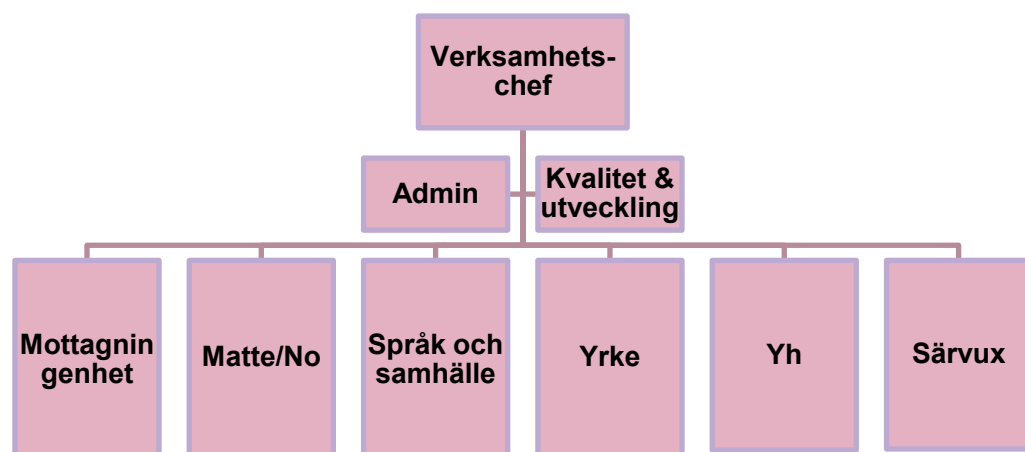 Verksamhets-
chef
Admin
Kvalitet &
utveckling
Mottagnin
genhet
Matte/No
Språk och
samhälle
Yrke
Yh
Särvux